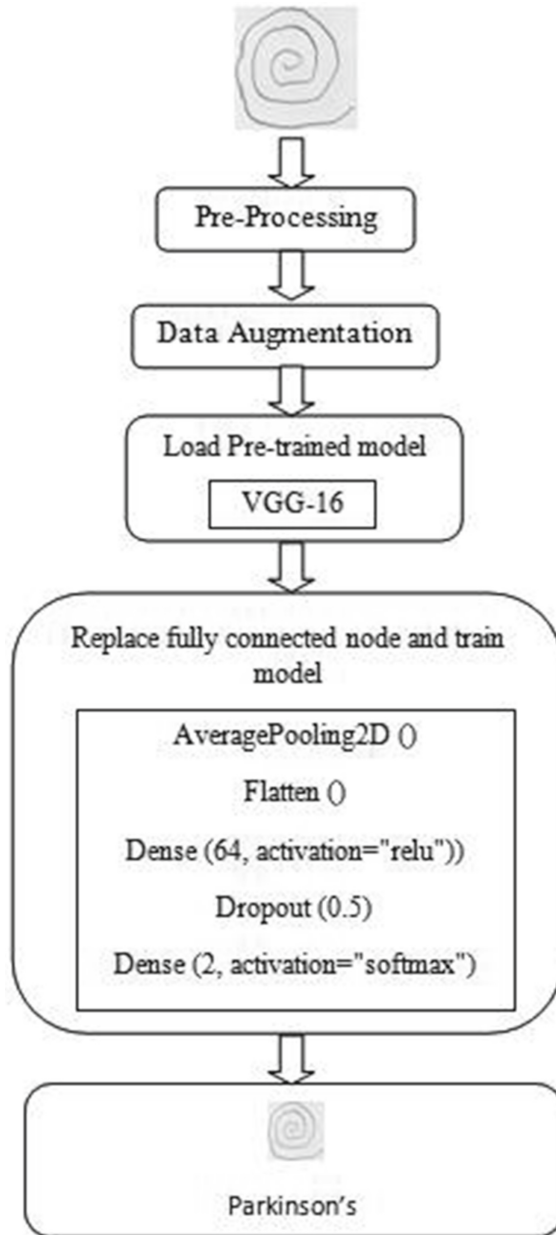 Pre-Processing
Data Augmentation
Load Pre-trained model
VGG-16
Replace fully connected node and train
model
AveragePooling2D ()
Flatten ()
Dense (64, activation="relu"))
Dropout (0.5)
Dense (2, activation="softmax")
Parkinson's